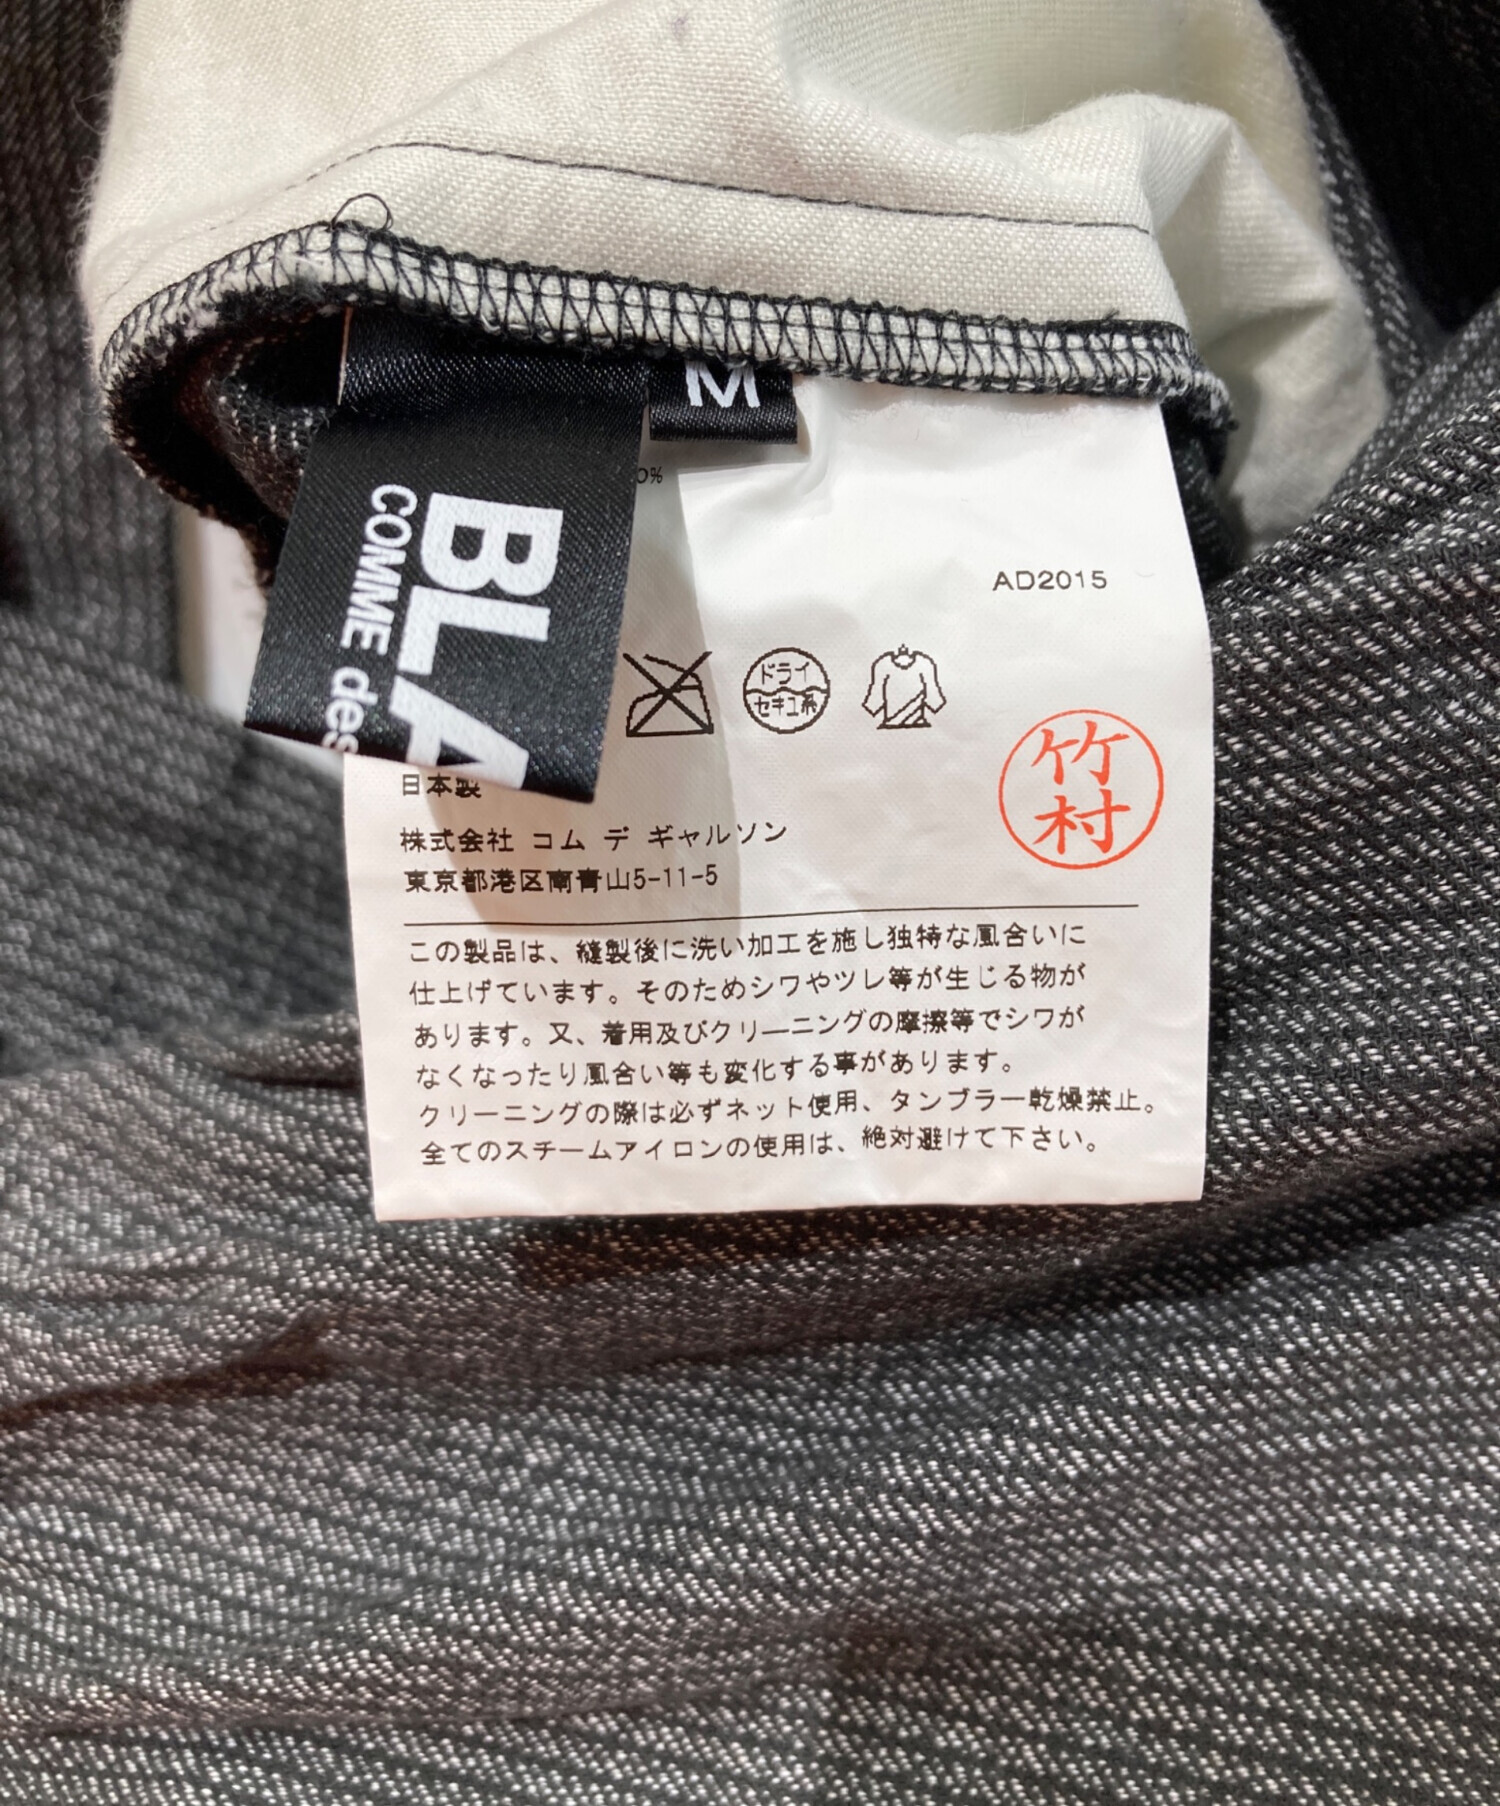 M
BLA
COMME des
0%
AD2015
ドライ
セキユ系
竹村
日本製
株式会社 コム デ ギャルソン
東京都港区南青山5-11-5
この製品は、縫製後に洗い加工を施し独特な風合いに
仕上げています。そのためシワやツレ等が生じる物が
あります。又、着用及びクリーニングの摩擦等でシワが
なくなったり風合い等も変化する事があります。
クリーニングの際は必ずネット使用、タンブラー乾燥禁止。
全てのスチームアイロンの使用は、絶対避けて下さい。